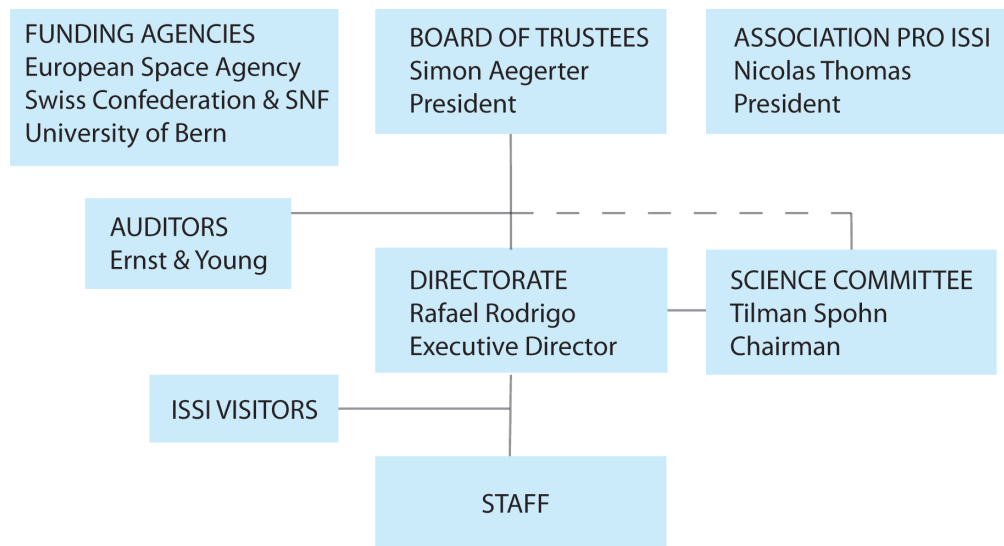 FUNDING AGENCIES
European Space Agency
Swiss Confederation & SNF
University of Bern
BOARD OF TRUSTEES
Simon Aegerter
President
ASSOCIATION PRO ISSI
Nicolas Thomas
President
AUDITORS
Ernst & Young
DIRECTORATE
Rafael Rodrigo
Executive Director
SCIENCE COMMITTEE
Tilman Spohn
Chairman
ISSI VISITORS
STAFF